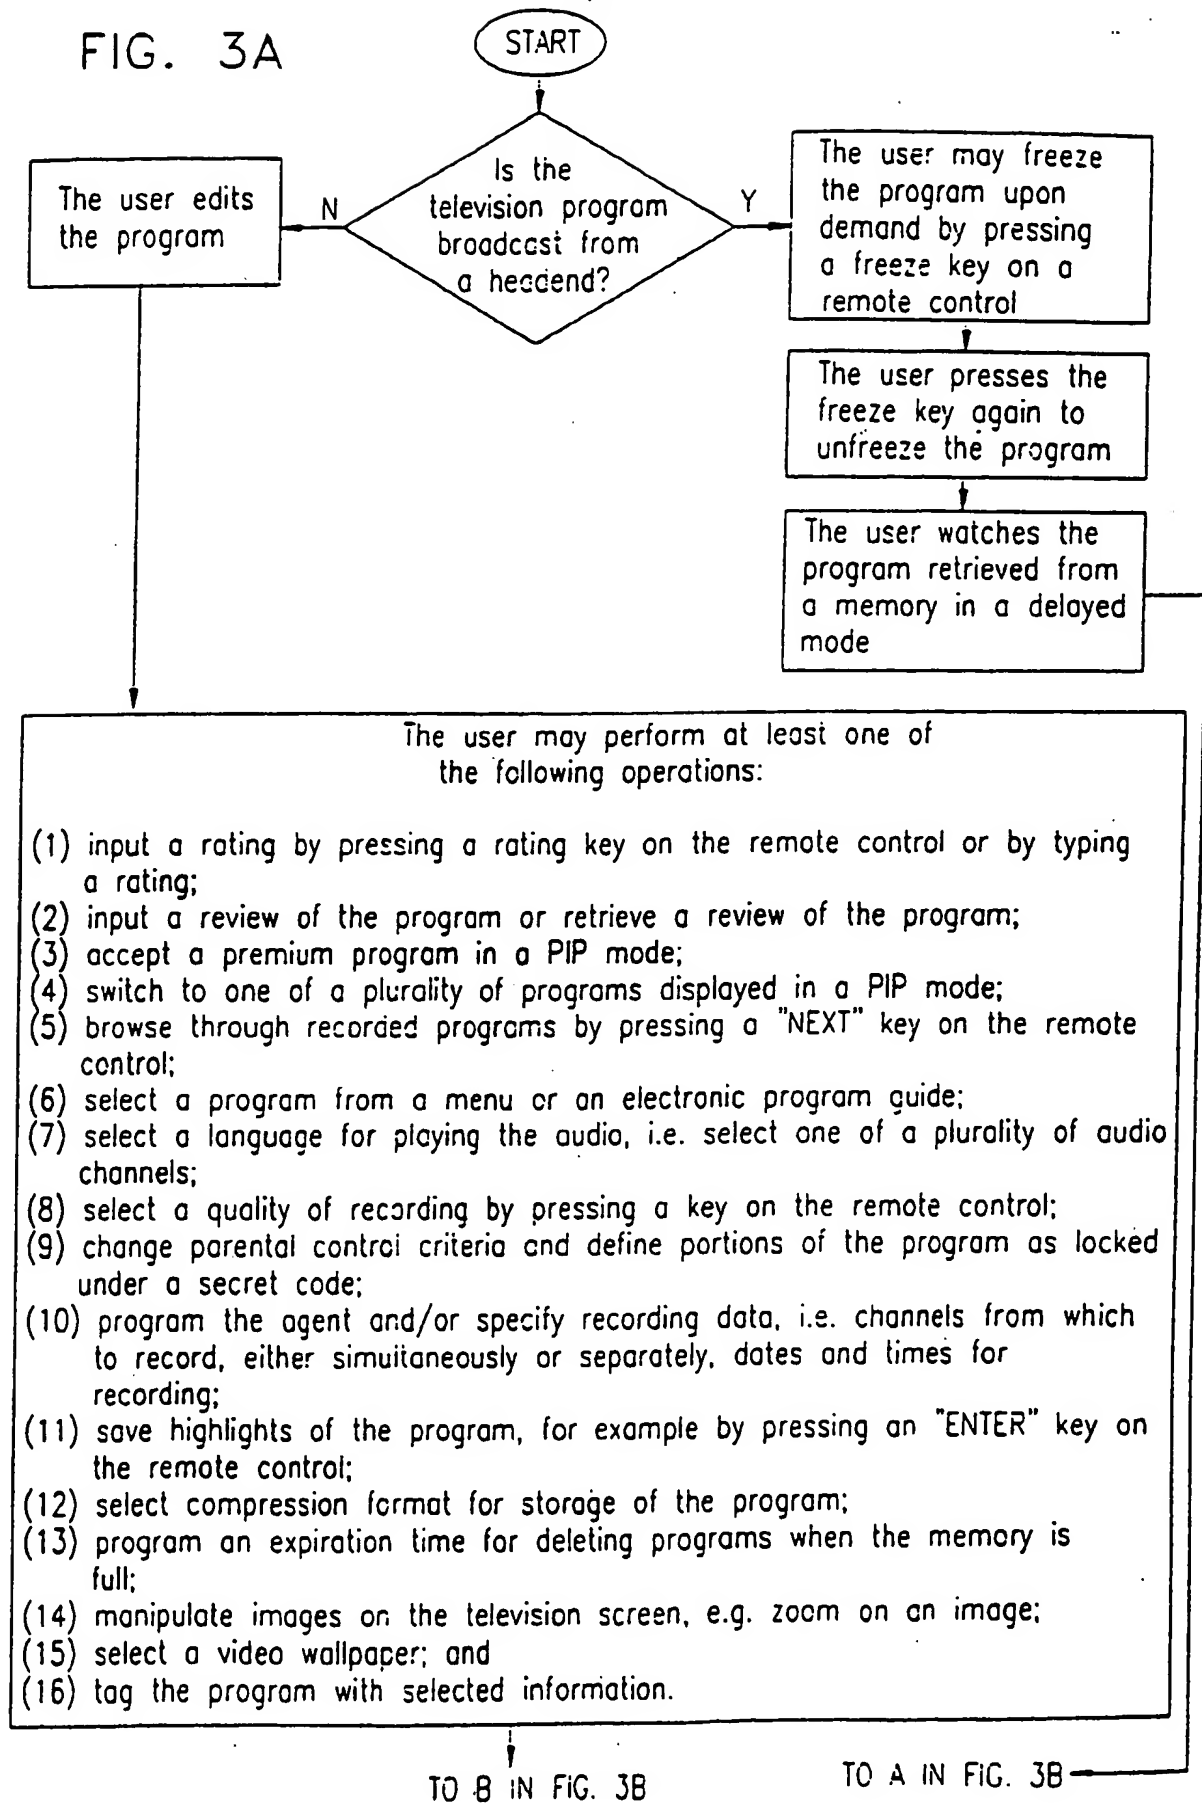 FIG. 3A
START
Is the
television program
broadcast from
a headend?
N
Y
The user edits
the program
The user may freeze
the program upon
demand by pressing
a freeze key on a
remote control
The user presses the
freeze key again to
unfreeze the program
The user watches the
program retrieved from
a memory in a delayed
mode
The user may perform at least one of
the following operations:
(1) input a rating by pressing a rating key on the remote control or by typing
a rating;
(2) input a review of the program or retrieve a review of the program;
(3) accept a premium program in a PIP mode;
(4) switch to one of a plurality of programs displayed in a PIP mode;
(5) browse through recorded programs by pressing a "NEXT" key on the remote
control;
(6) select a program from a menu or an electronic program guide;
(7) select a language for playing the audio, i.e. select one of a plurality of audio
channels;
(8) select a quality of recording by pressing a key on the remote control;
(9) change parental control criteria and define portions of the program as locked
under a secret code;
(10) program the agent and/or specify recording data, i.e. channels from which
to record, either simultaneously or separately, dates and times for
recording;
(11) save highlights of the program, for example by pressing an "ENTER" key on
the remote control;
(12) select compression format for storage of the program;
(13) program an expiration time for deleting programs when the memory is
full;
(14) manipulate images on the television screen, e.g. zoom on an image;
(15) select a video wallpaper; and
(16) tag the program with selected information.
TO B IN FIG. 3B
TO A IN FIG. 3B